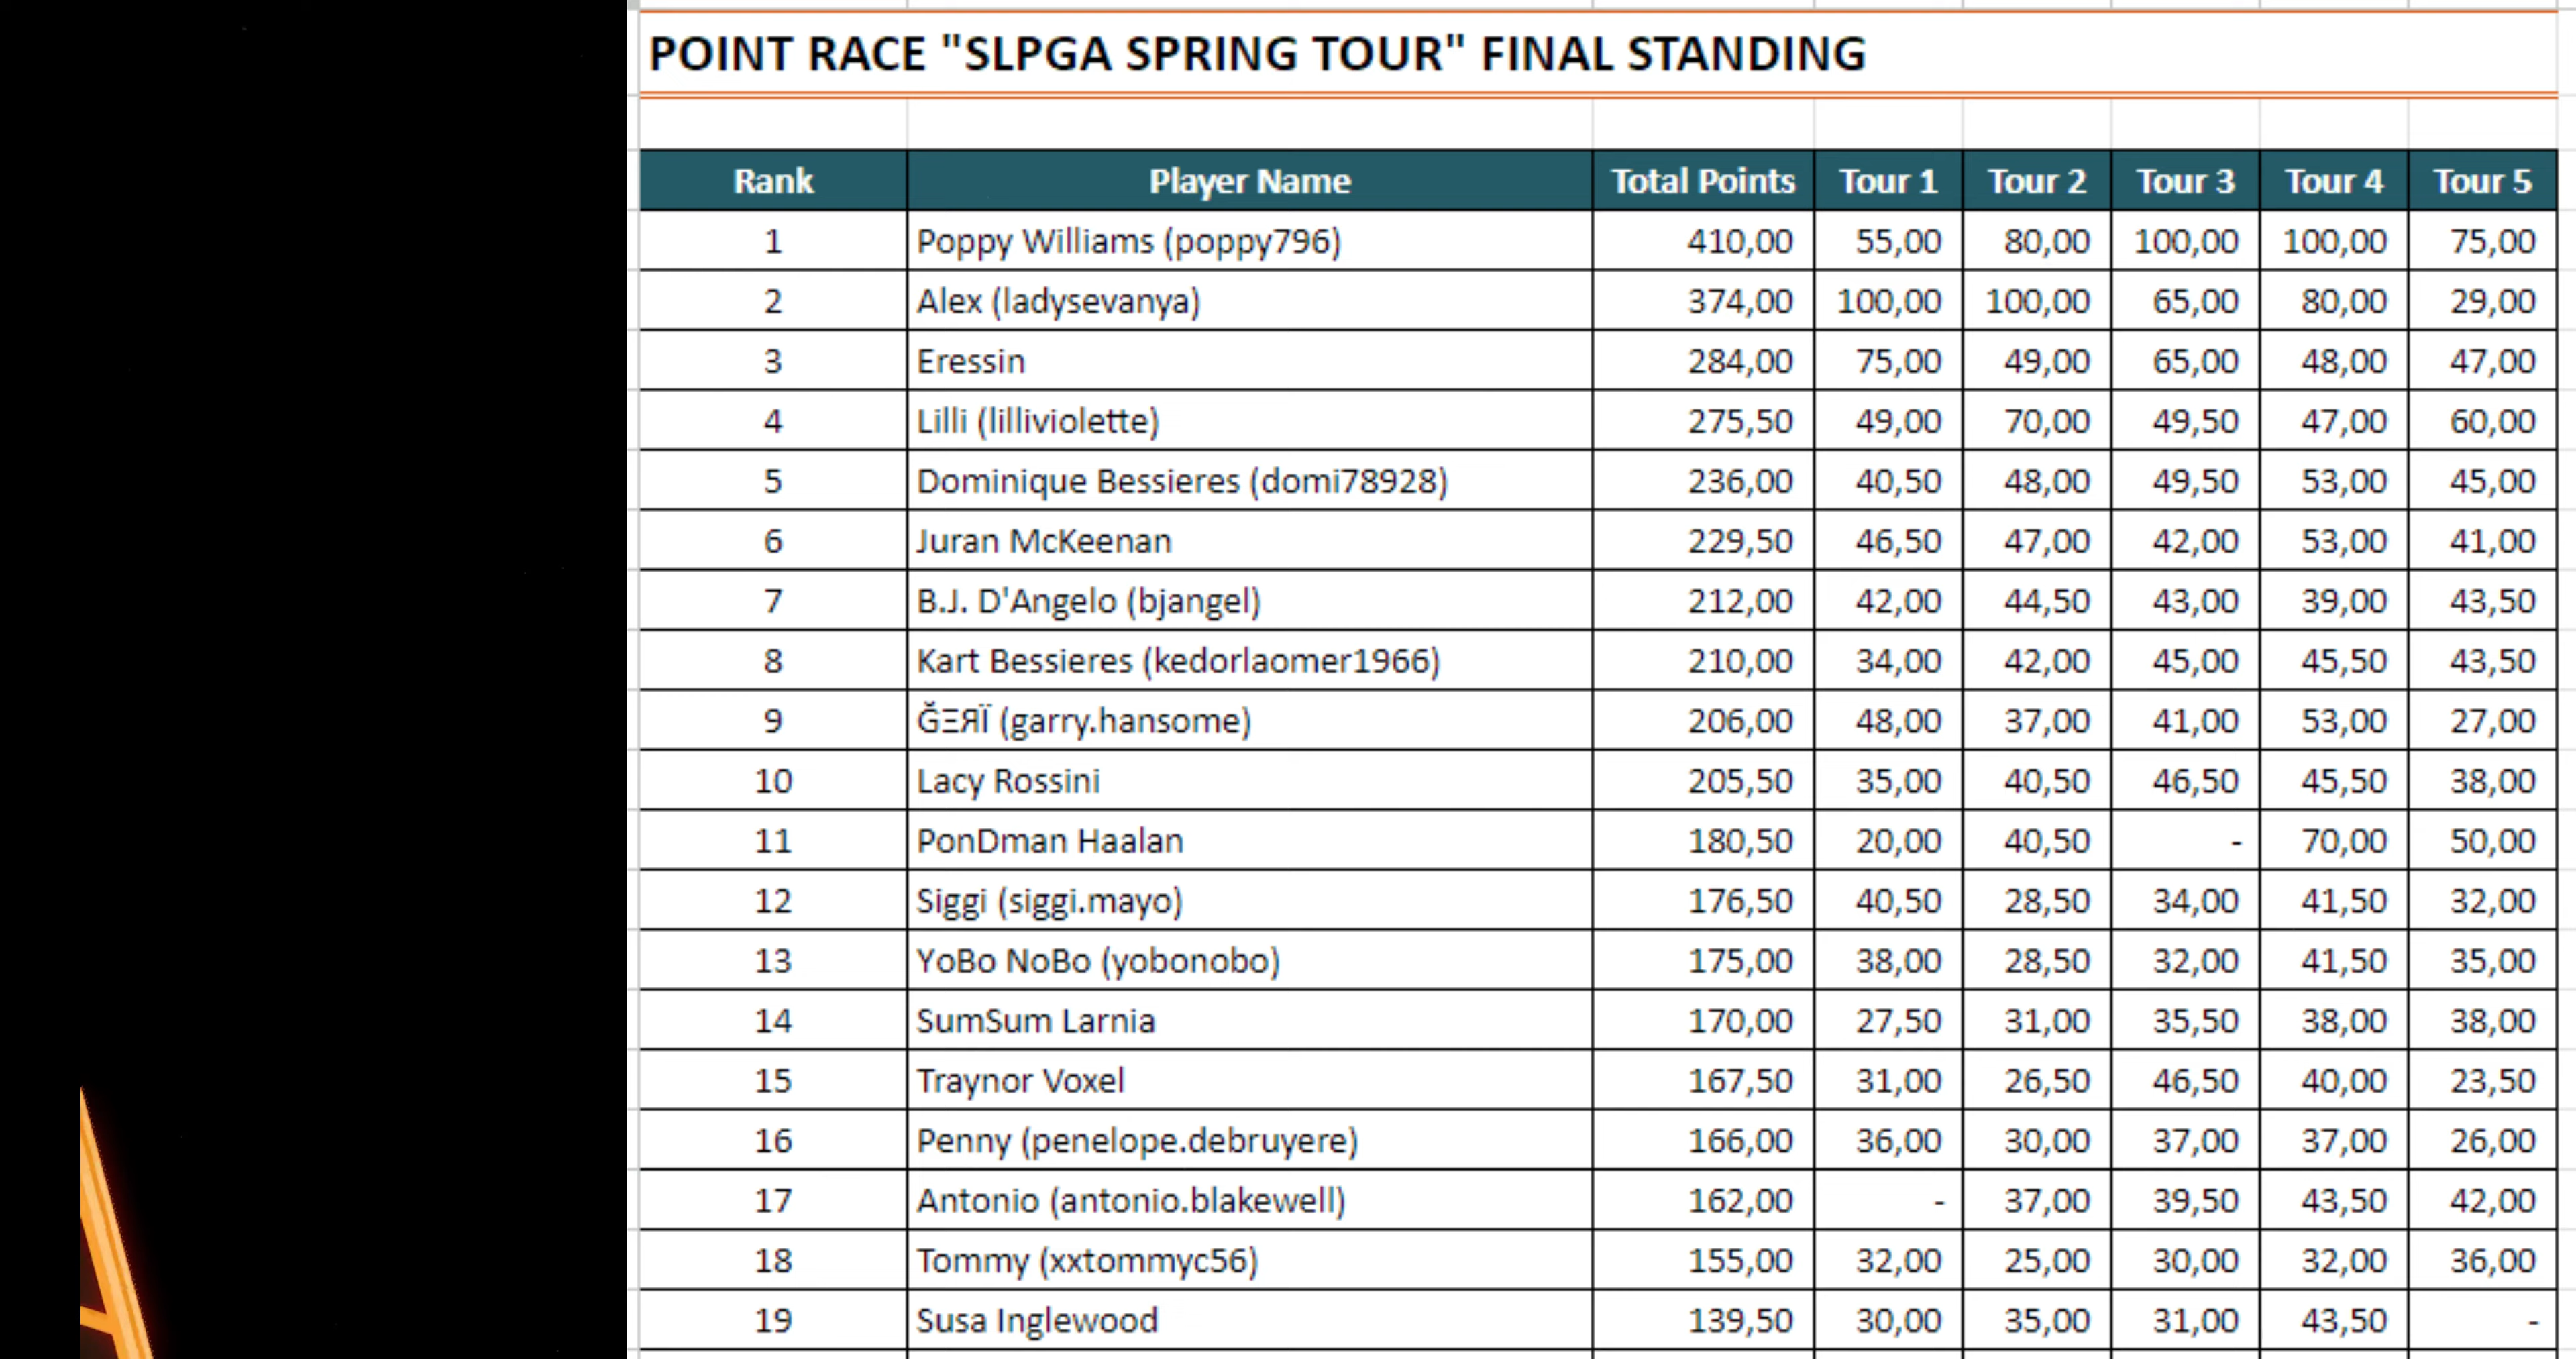 POINT RACE "SLPGA SPRING TOUR" FINAL STANDING
Rank Player Name Total Points Tour 1 Tour 2 Tour 3 Tour 4 Tour 5
1 Poppy Williams (poppy796) 410,00 55,00 80,00 100,00 100,00 75,00
2 Alex (ladysevanya) 374,00 100,00 100,00 65,00 80,00 29,00
3 Eressin 284,00 75,00 49,00 65,00 48,00 47,00
4 Lilli (lilliviolette) 275,50 49,00 70,00 49,50 47,00 60,00
5 Dominique Bessieres (domi78928) 236,00 40,50 48,00 49,50 53,00 45,00
6 Juran McKeenan 229,50 46,50 47,00 42,00 53,00 41,00
7 B.J. D'Angelo (bjangel) 212,00 42,00 44,50 43,00 39,00 43,50
8 Kart Bessieres (kedorlaomer1966) 210,00 34,00 42,00 45,00 45,50 43,50
9 ĞΞЯÏ (garry.hansome) 206,00 48,00 37,00 41,00 53,00 27,00
10 Lacy Rossini 205,50 35,00 40,50 46,50 45,50 38,00
11 PonDman Haalan 180,50 20,00 40,50 - 70,00 50,00
12 Siggi (siggi.mayo) 176,50 40,50 28,50 34,00 41,50 32,00
13 YoBo NoBo (yobonobo) 175,00 38,00 28,50 32,00 41,50 35,00
14 SumSum Larnia 170,00 27,50 31,00 35,50 38,00 38,00
15 Traynor Voxel 167,50 31,00 26,50 46,50 40,00 23,50
16 Penny (penelope.debruyere) 166,00 36,00 30,00 37,00 37,00 26,00
17 Antonio (antonio.blakewell) 162,00 - 37,00 39,50 43,50 42,00
18 Tommy (xxtommyc56) 155,00 32,00 25,00 30,00 32,00 36,00
19 Susa Inglewood 139,50 30,00 35,00 31,00 43,50 -